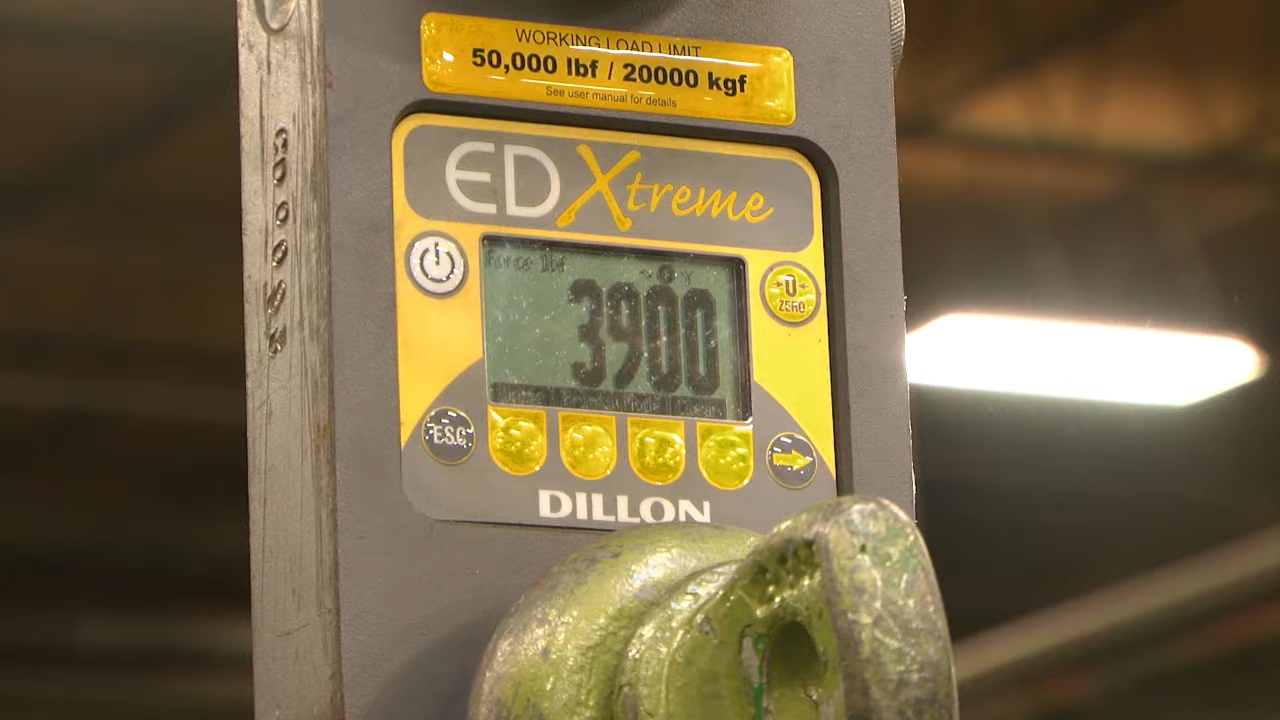 WORKING LOAD LIMIT
50,000 lbf / 20000 kgf
See user manual for details
EDXtreme
Force lbf
3900
ZERO
ESC
DILLON